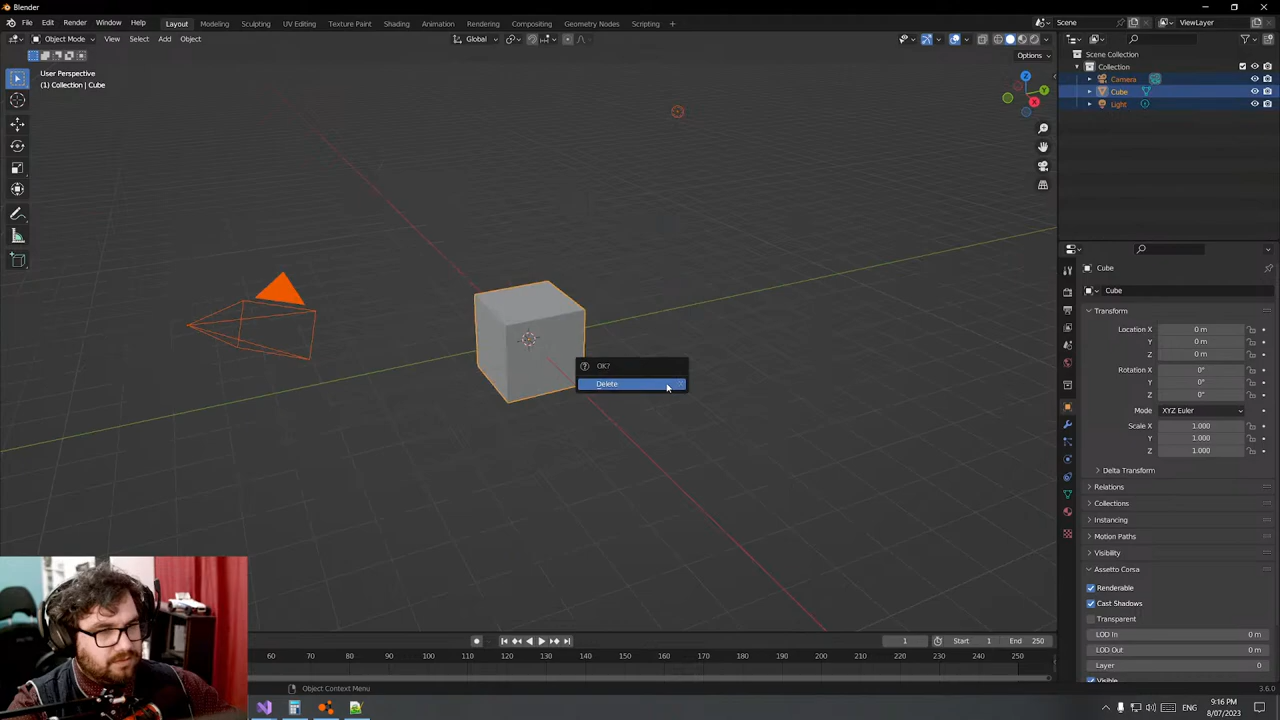 Blender
File Edit Render Window Help Layout Modeling Sculpting UV Editing Texture Paint Shading Animation Rendering Compositing Geometry Nodes Scripting + Scene ViewLayer
Object Mode View Select Add Object Global
Options
User Perspective
(1) Collection | Cube
Z
Y
X
Scene Collection
Collection
Camera
Cube
Light
OK?
Delete X
Cube
Cube
Transform
Location X 0 m
Y 0 m
Z 0 m
Rotation X 0°
Y 0°
Z 0°
Mode XYZ Euler
Scale X 1.000
Y 1.000
Z 1.000
Delta Transform
Relations
Collections
Instancing
Motion Paths
Visibility
Assetto Corsa
Renderable
Cast Shadows
Transparent
LOD In 0 m
LOD Out 0 m
Layer 0
Visible
1 Start 1 End 250
60 70 80 90 100 110 120 130 140 150 160 170 180 190 200 210 220 230 240 250
Object Context Menu 3.6.0
9:16 PM
8/07/2023